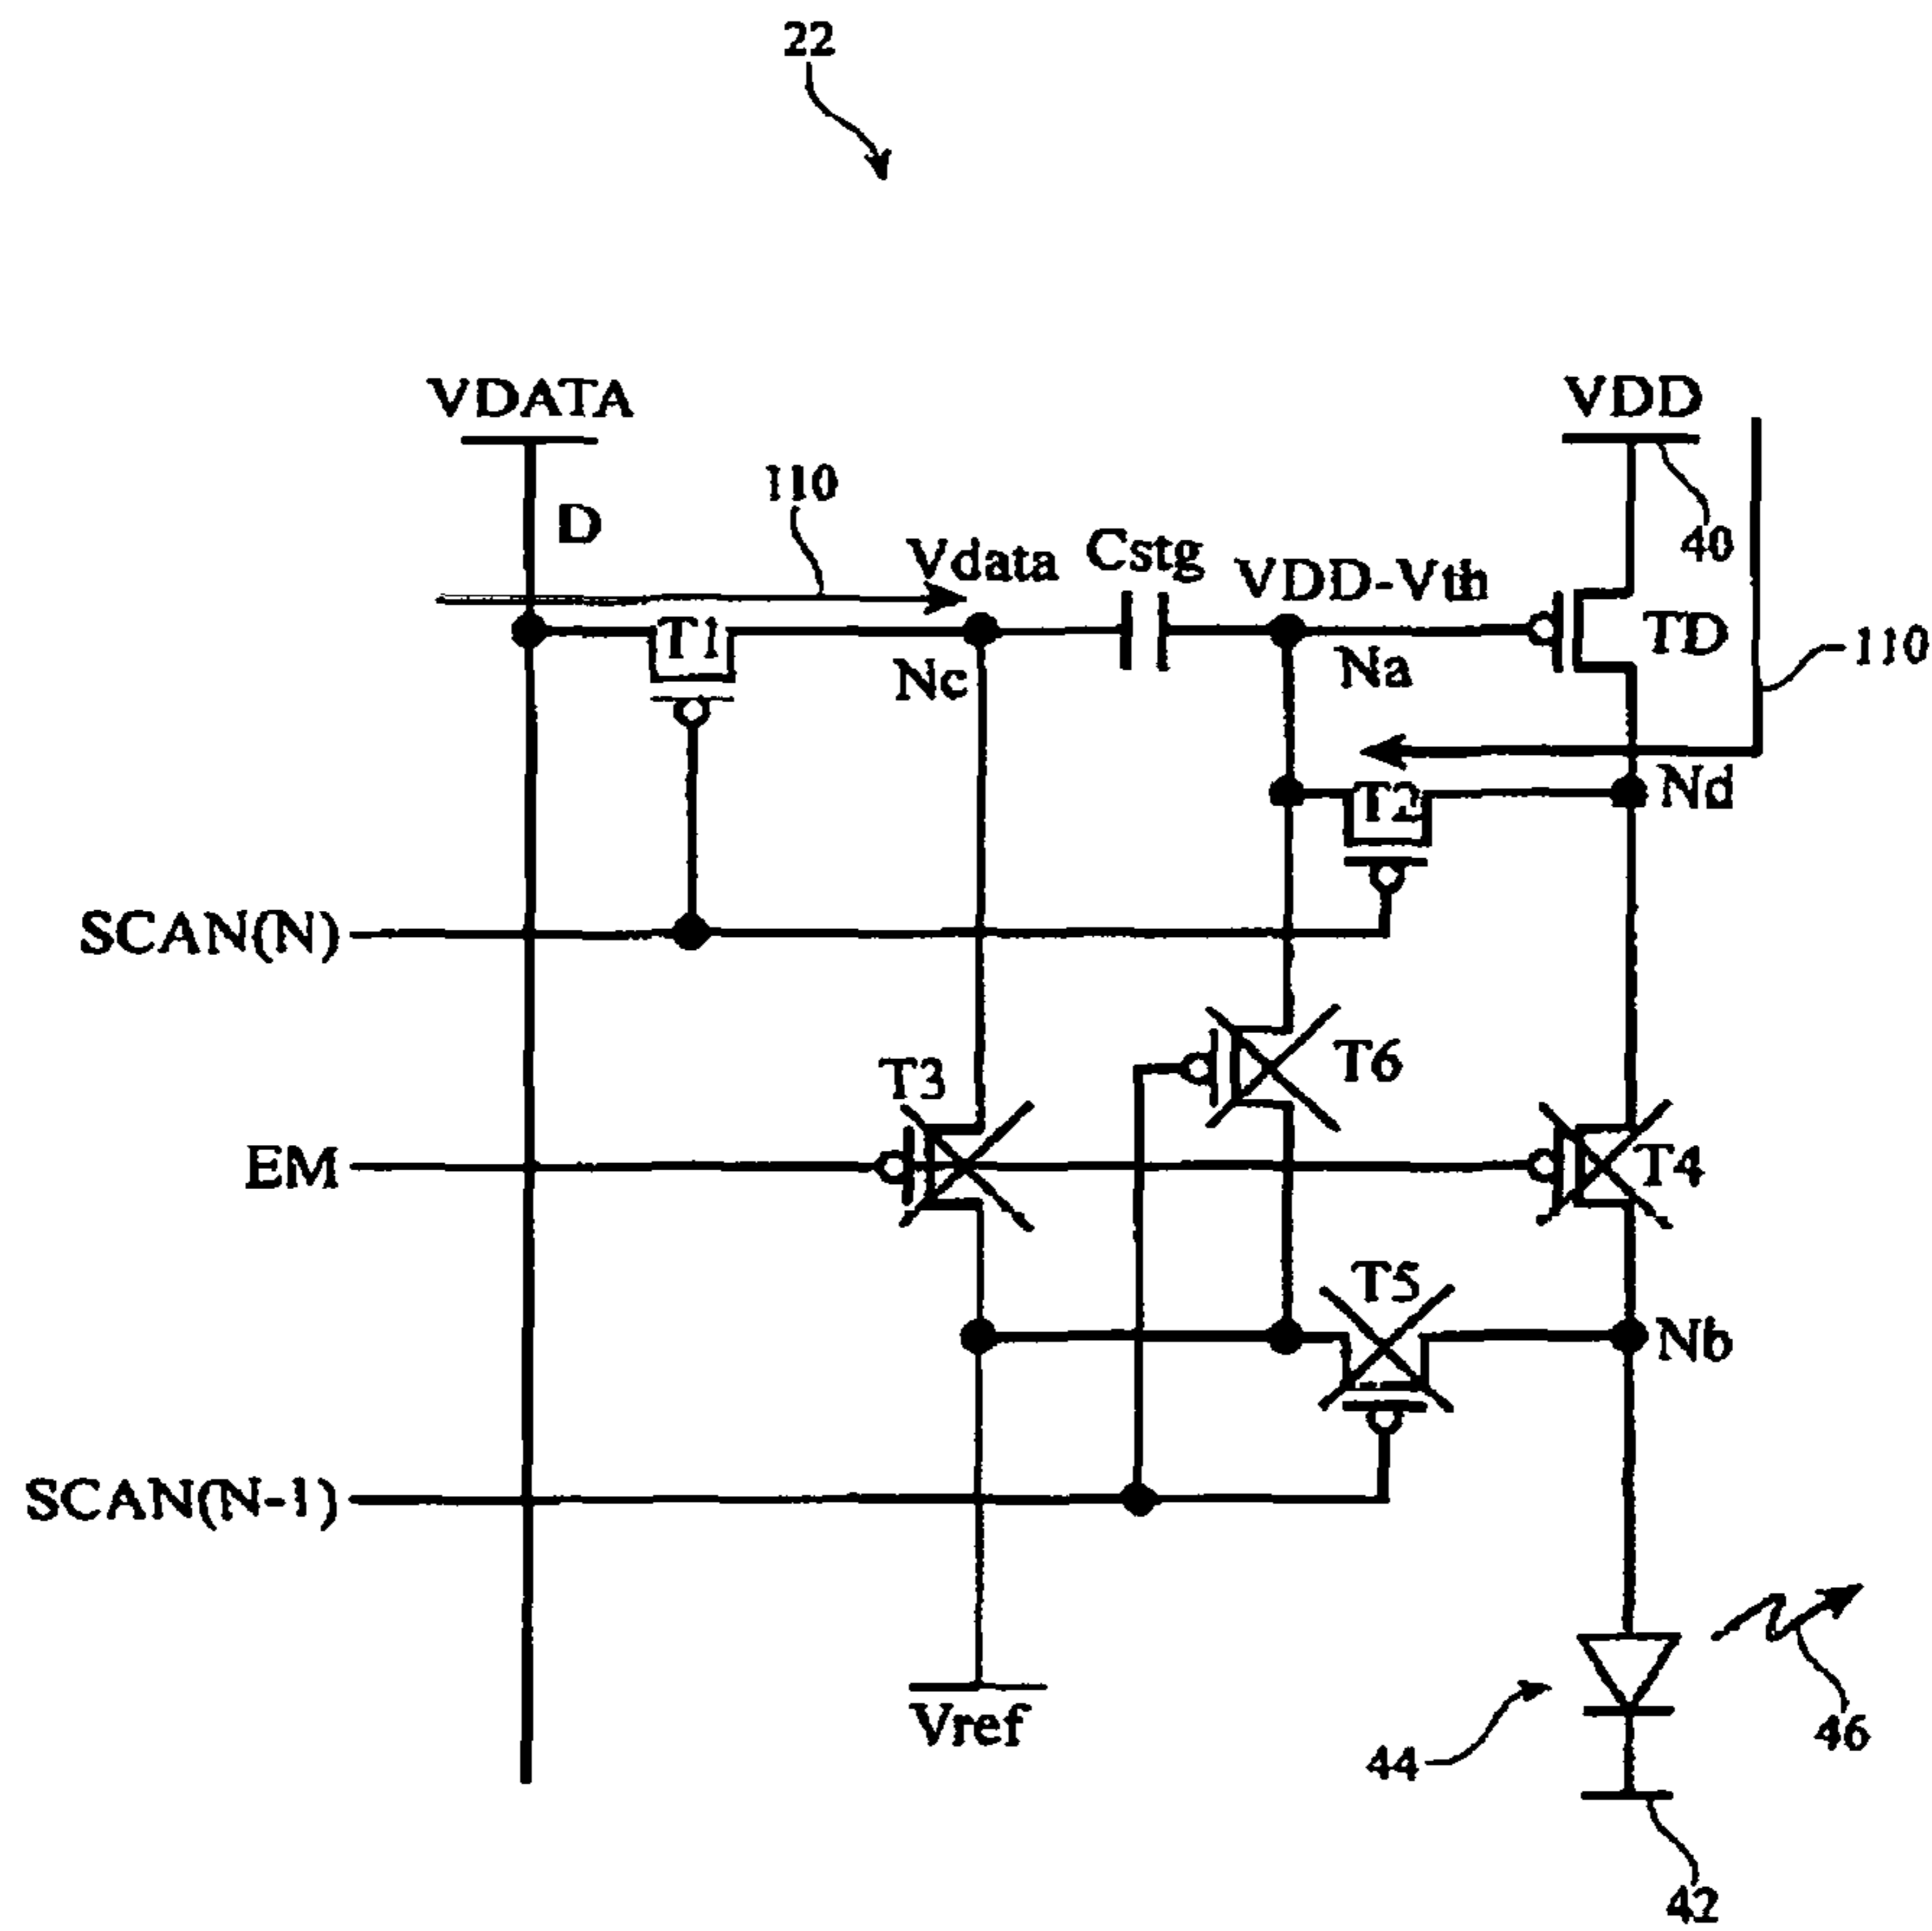 22
VDATA
VDD
110
D
40
Vdata
Cstg
VDD-Vth
T1
TD
110
Nc
Na
T2
Nd
SCAN(N)
T3
T6
EM
T4
T5
Nb
SCAN(N-1)
Vref
44
46
42